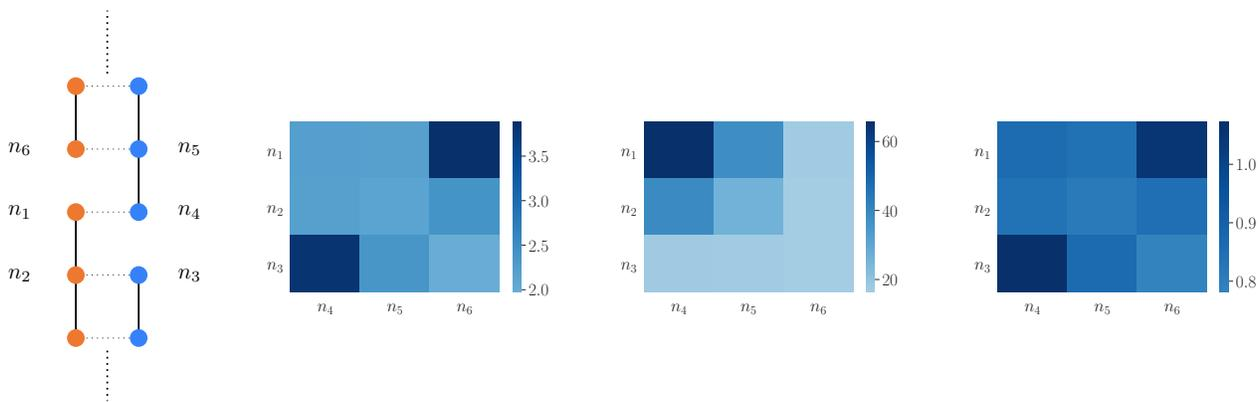 n₆ n₅
n₁ n₄
n₂ n₃
n₁
n₂
n₃
n₄ n₅ n₆
3.5
3.0
2.5
2.0
n₁
n₂
n₃
n₄ n₅ n₆
60
40
20
n₁
n₂
n₃
n₄ n₅ n₆
1.0
0.9
0.8